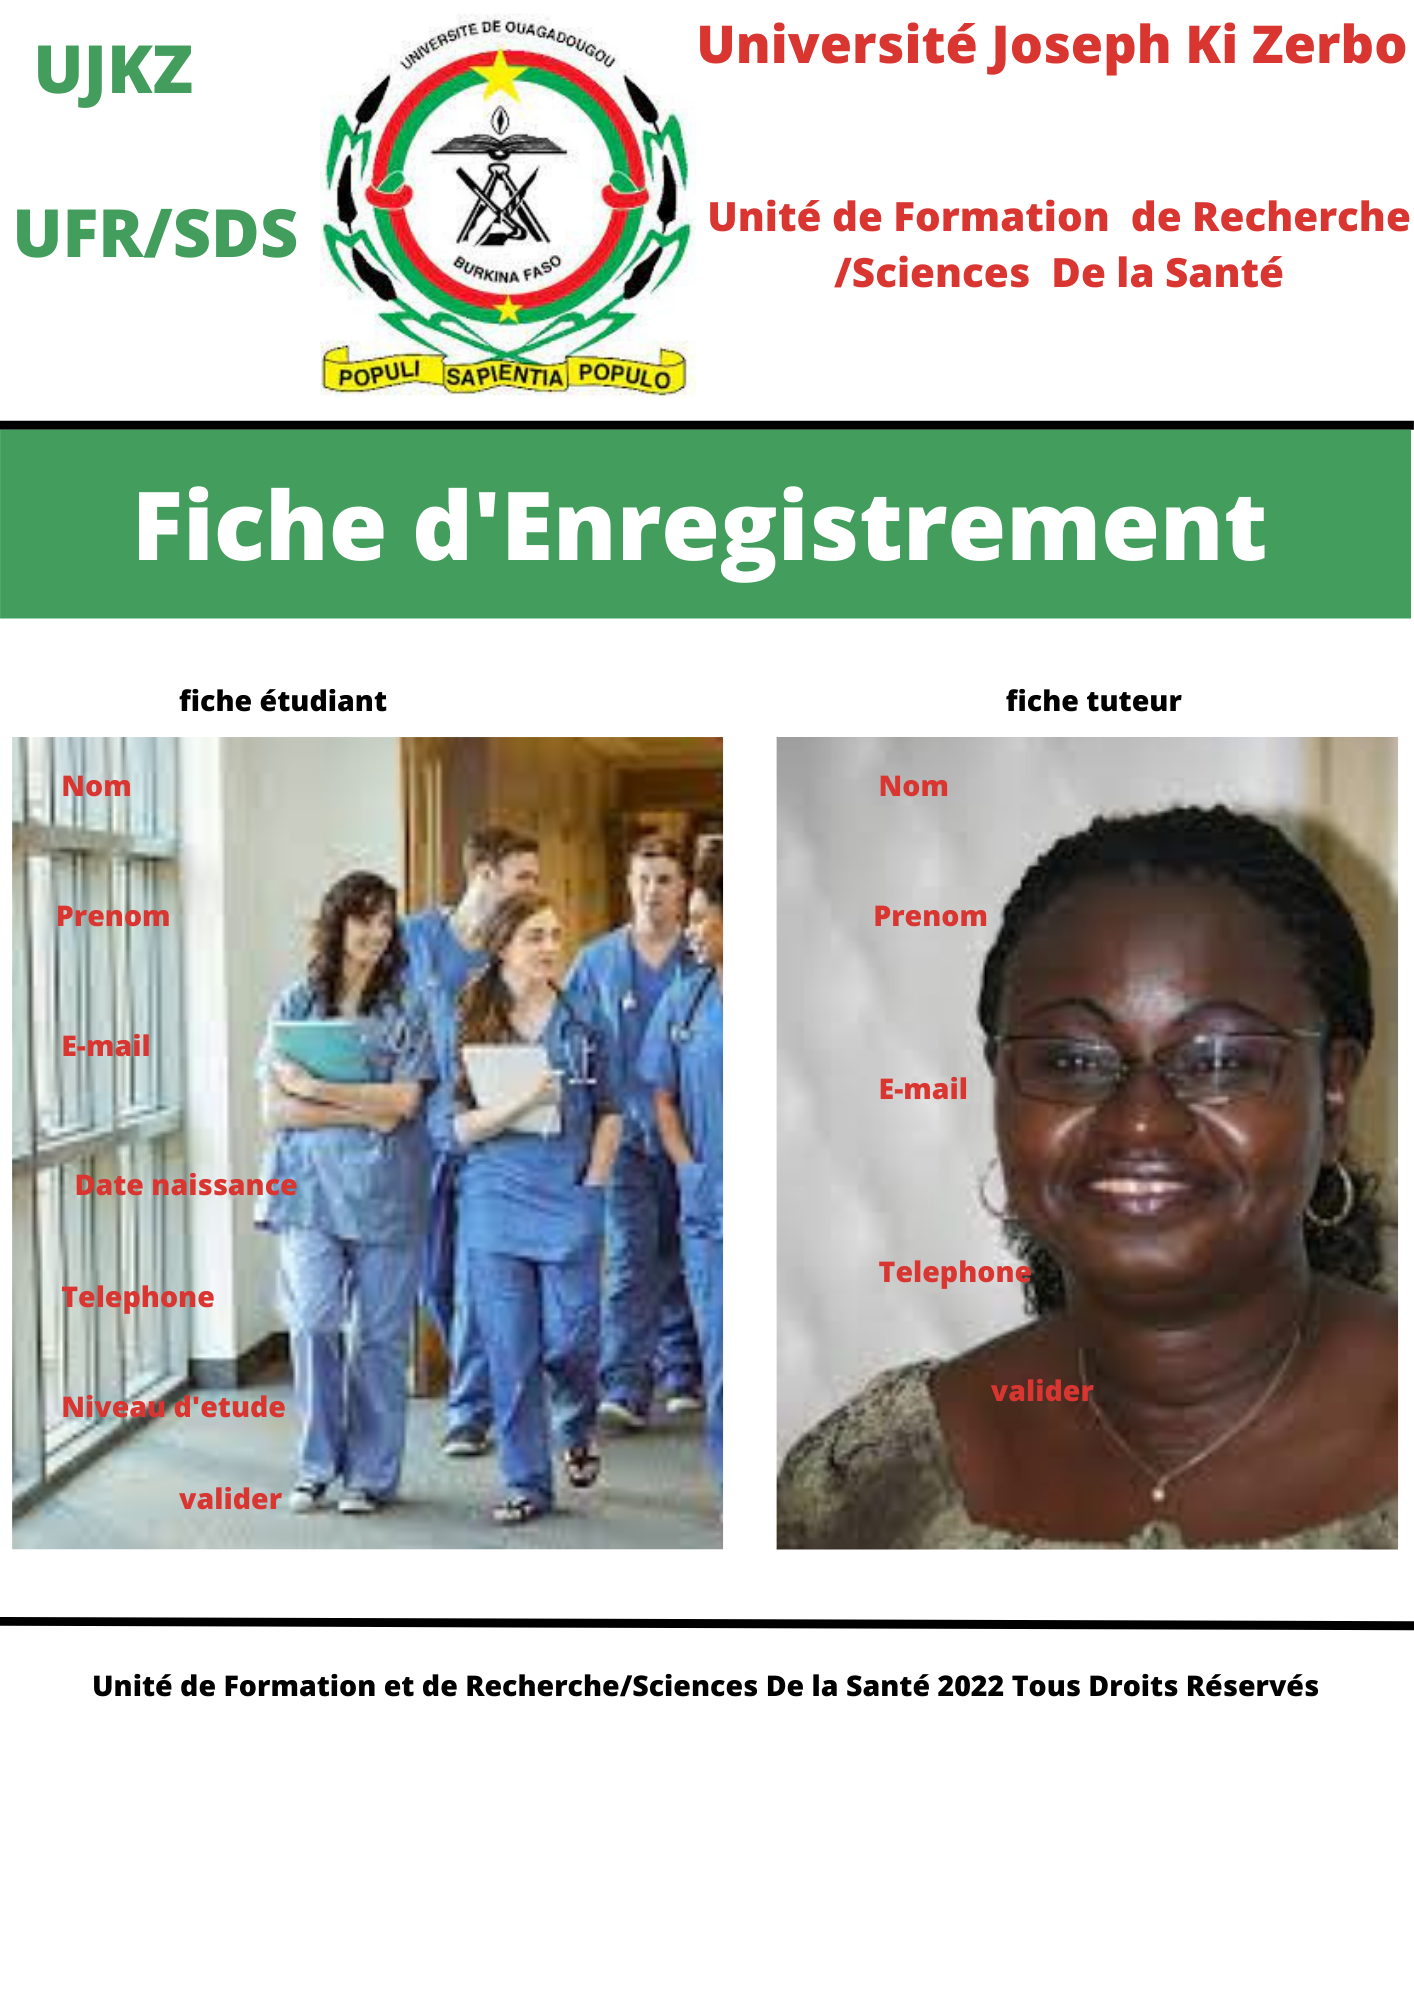 UJKZ
UFR/SDS
UNIVERSITE DE OUAGADOUGOU
BURKINA FASO
POPULI SAPIENTIA POPULO
Université Joseph Ki Zerbo
Unité de Formation de Recherche
/Sciences De la Santé
Fiche d'Enregistrement
fiche étudiant
Nom
Prenom
E-mail
Date naissance
Telephone
Niveau d'etude
valider
fiche tuteur
Nom
Prenom
E-mail
Telephone
valider
Unité de Formation et de Recherche/Sciences De la Santé 2022 Tous Droits Réservés